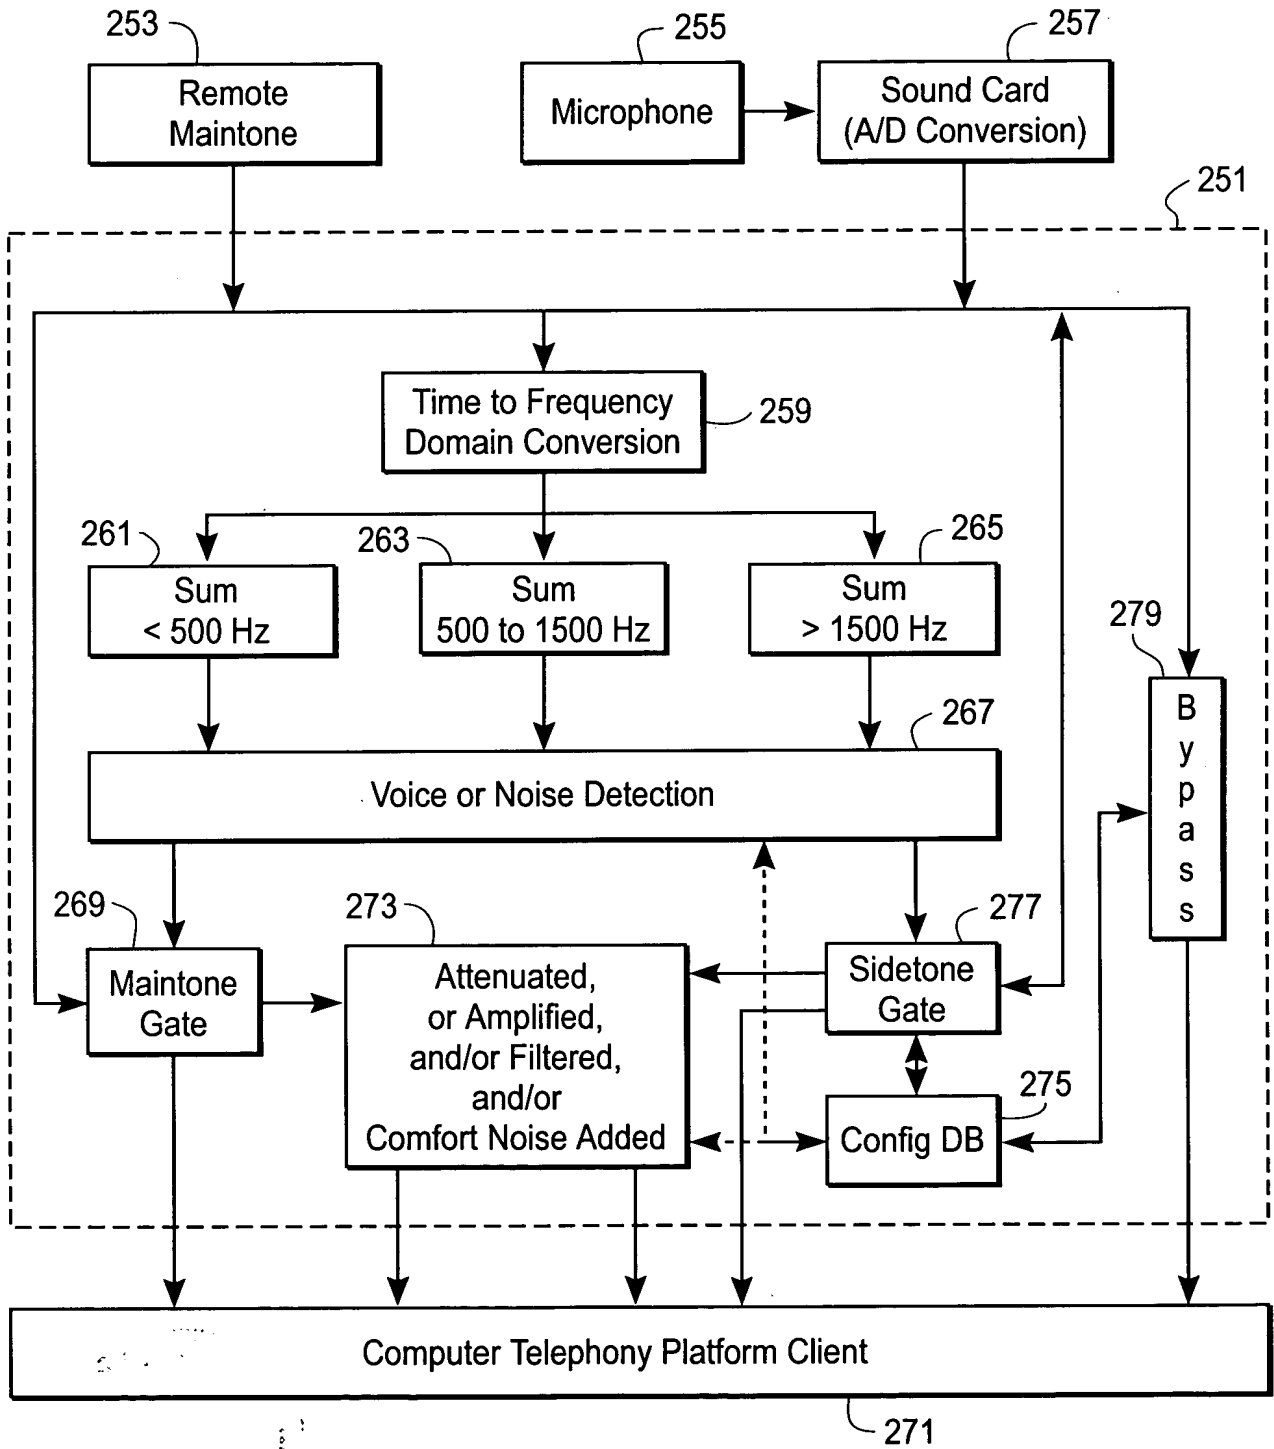 253
255
257
Remote
Maintone
Microphone
Sound Card
(A/D Conversion)
251
Time to Frequency
Domain Conversion
259
261
263
265
Sum
< 500 Hz
Sum
500 to 1500 Hz
Sum
> 1500 Hz
279
267
Voice or Noise Detection
B
y
p
a
s
s
269
273
277
Maintone
Gate
Attenuated,
or Amplified,
and/or Filtered,
and/or
Comfort Noise Added
Sidetone
Gate
275
Config DB
Computer Telephony Platform Client
271